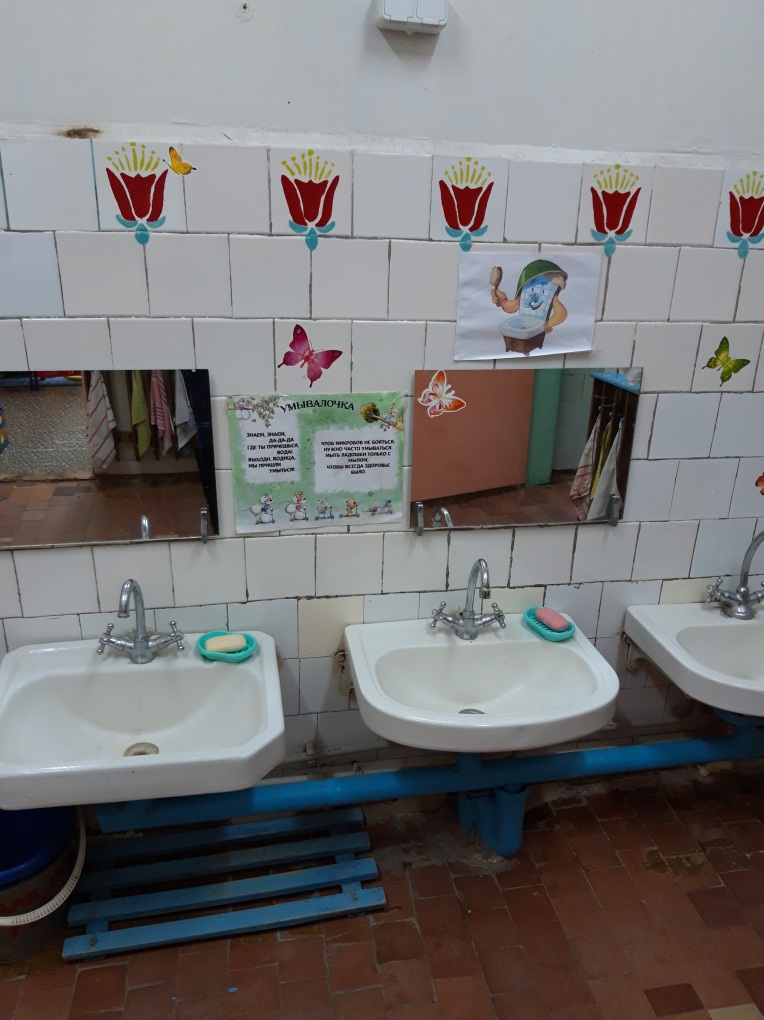 УМЫВАЛОЧКА
ЗНАЕМ, ЗНАЕМ,
ДА-ДА-ДА
ГДЕ ТЫ ПРЯЧЕШЬСЯ,
ВОДА!
ВЫХОДИ, ВОДИЦА,
МЫ ПРИШЛИ
УМЫТЬСЯ!
ЧТОБ МИКРОБОВ НЕ БОЯТЬСЯ,
НУЖНО ЧАСТО УМЫВАТЬСЯ.
МЫТЬ ЛАДОШКИ ТОЛЬКО С
МЫЛОМ,
ЧТОБЫ ВСЕГДА ЗДОРОВЬЕ
БЫЛО.